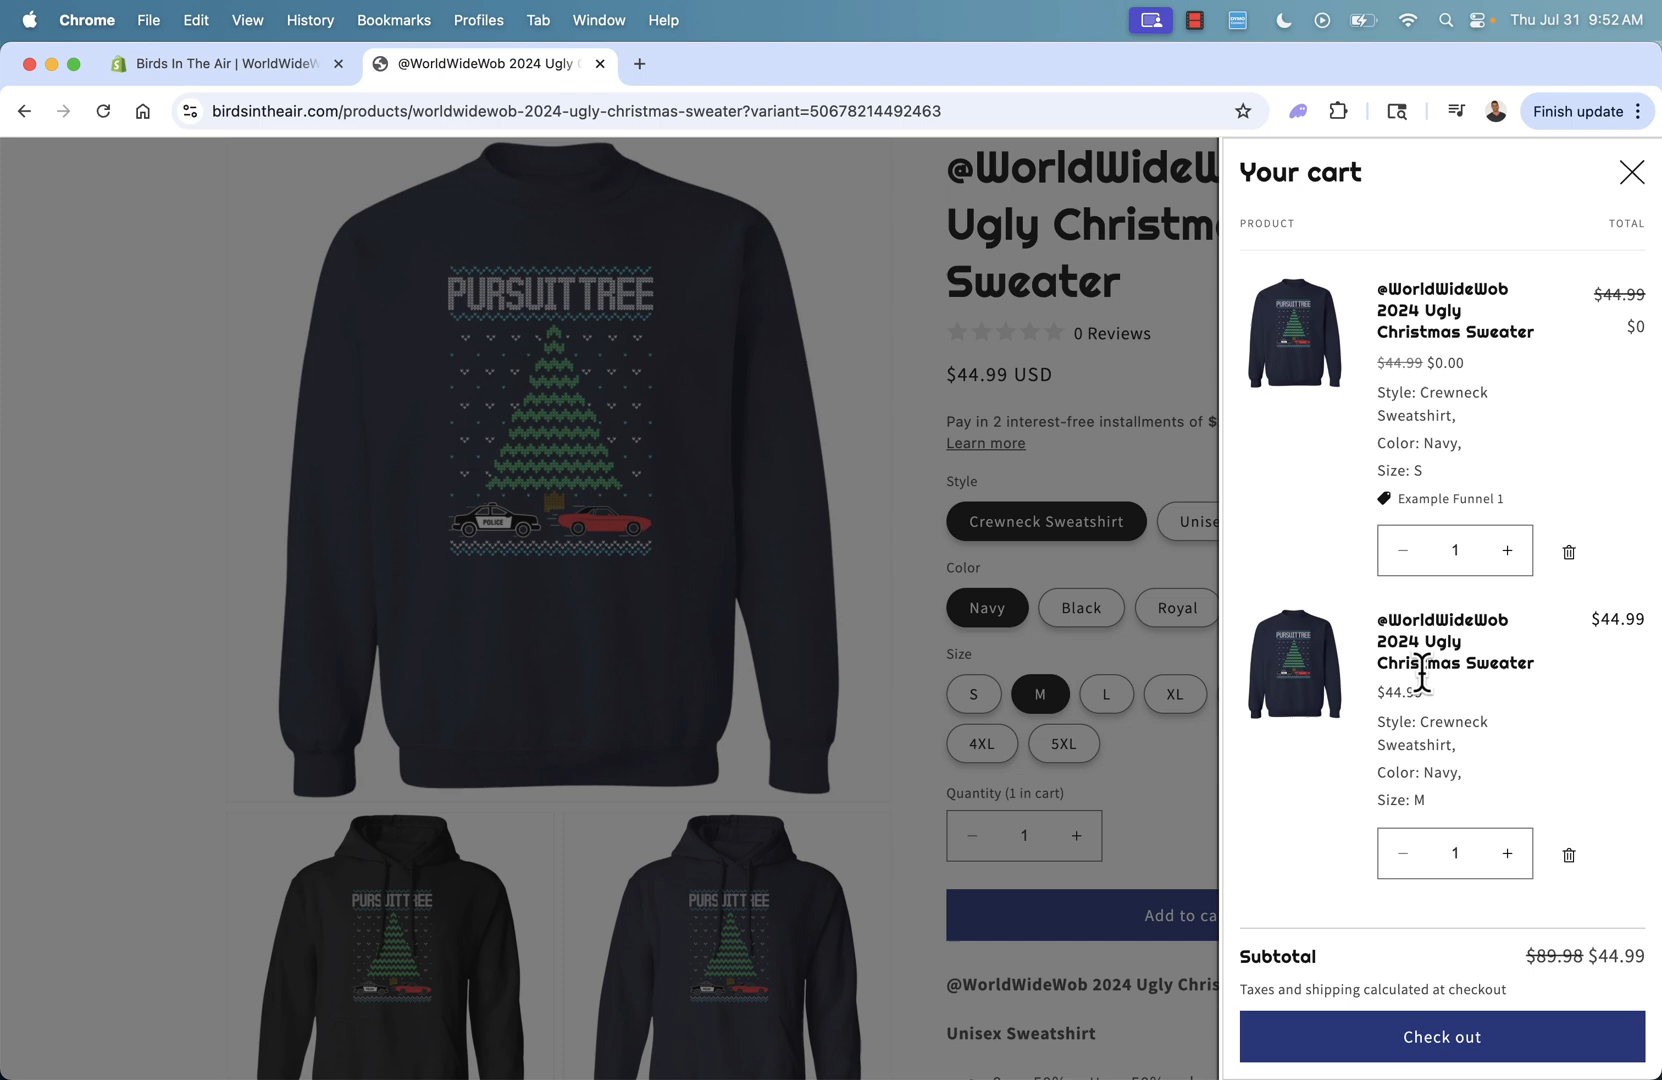 Chrome File Edit View History Bookmarks Profiles Tab Window Help Thu Jul 31 9:52 AM
Birds In The Air | WorldWideW
@WorldWideWob 2024 Ugly
birdsintheair.com/products/worldwidewob-2024-ugly-christmas-sweater?variant=50678214492463
Finish update
PURSUIT TREE
POLICE
PURSUIT TREE
PURSUIT TREE
@WorldWideW
Ugly Christm
Sweater
0 Reviews
$44.99 USD
Pay in 2 interest-free installments of $
Learn more
Style
Crewneck Sweatshirt Unise
Color
Navy Black Royal
Size
S M L XL
4XL 5XL
Quantity (1 in cart)
− 1 +
Add to ca
@WorldWideWob 2024 Ugly Chris
Unisex Sweatshirt
Your cart
PRODUCT TOTAL
PURSUIT TREE
@WorldWideWob
2024 Ugly
Christmas Sweater
$44.99
$0
$44.99 $0.00
Style: Crewneck
Sweatshirt,
Color: Navy,
Size: S
Example Funnel 1
− 1 +
PURSUIT TREE
@WorldWideWob
2024 Ugly
Christmas Sweater
$44.99
$44.99
Style: Crewneck
Sweatshirt,
Color: Navy,
Size: M
− 1 +
Subtotal $89.98 $44.99
Taxes and shipping calculated at checkout
Check out